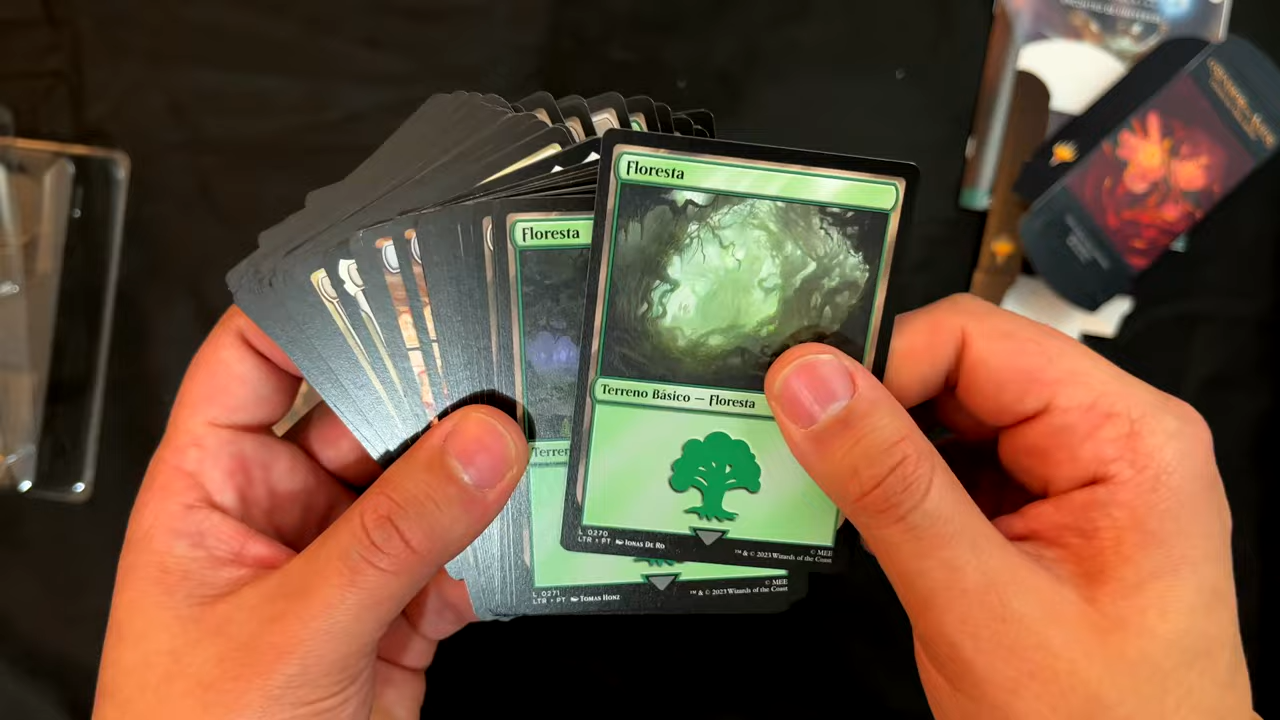 Floresta
Terreno Básico – Floresta
L 0270
LTR • PT Jonas De Ro
™ & © 2023 Wizards of the Coast
© MEE
Floresta
Terren
L 0271
LTR • PT Tomas Honz
™ & © 2023 Wizards of the Coast
© MEE